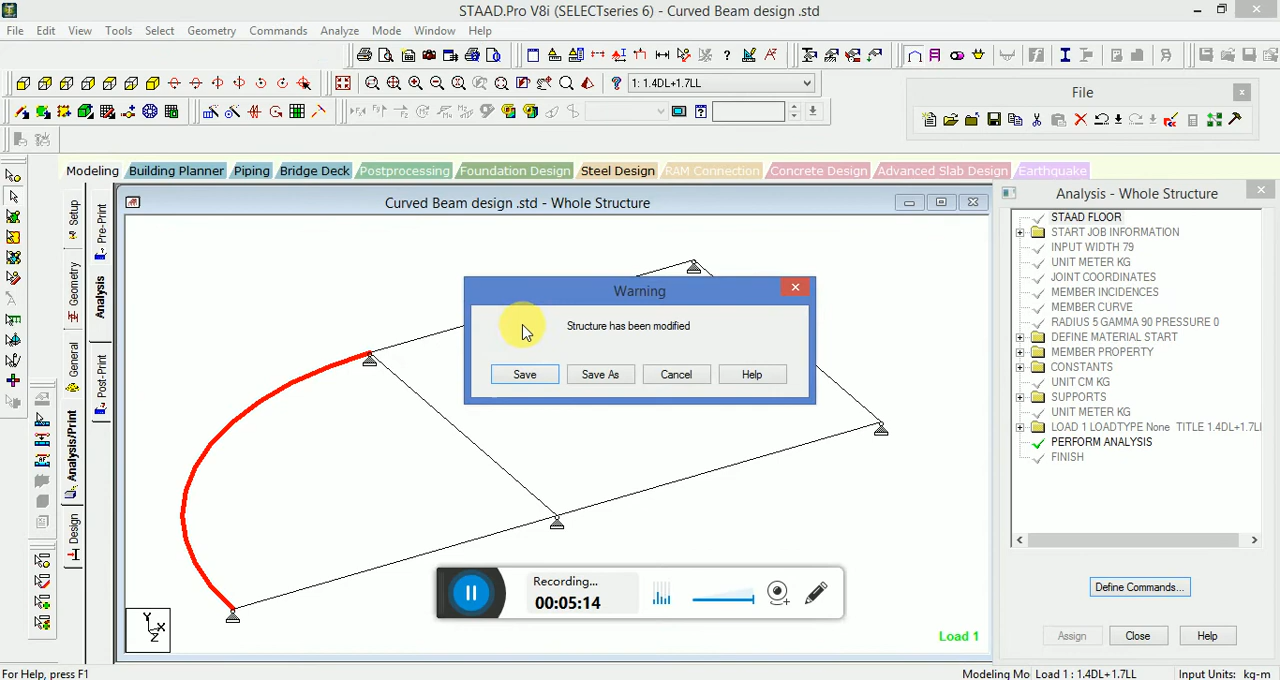 STAAD.Pro V8i (SELECTseries 6) - Curved Beam design .std
File Edit View Tools Select Geometry Commands Analyze Mode Window Help
1: 1.4DL+1.7LL
File
Modeling Building Planner Piping Bridge Deck Postprocessing Foundation Design Steel Design RAM Connection Concrete Design Advanced Slab Design Earthquake
Setup
Geometry
General
Analysis/Print
Design
Pre-Print
Analysis
Post-Print
Curved Beam design .std - Whole Structure
Warning
Structure has been modified
Save Save As Cancel Help
Recording...
00:05:14
Y
X
Z
Load 1
Analysis - Whole Structure
STAAD FLOOR
START JOB INFORMATION
INPUT WIDTH 79
UNIT METER KG
JOINT COORDINATES
MEMBER INCIDENCES
MEMBER CURVE
RADIUS 5 GAMMA 90 PRESSURE 0
DEFINE MATERIAL START
MEMBER PROPERTY
CONSTANTS
UNIT CM KG
SUPPORTS
UNIT METER KG
LOAD 1 LOADTYPE None TITLE 1.4DL+1.7LL
PERFORM ANALYSIS
FINISH
Define Commands...
Assign Close Help
For Help, press F1
Modeling Mo Load 1 : 1.4DL+1.7LL Input Units: kg-m